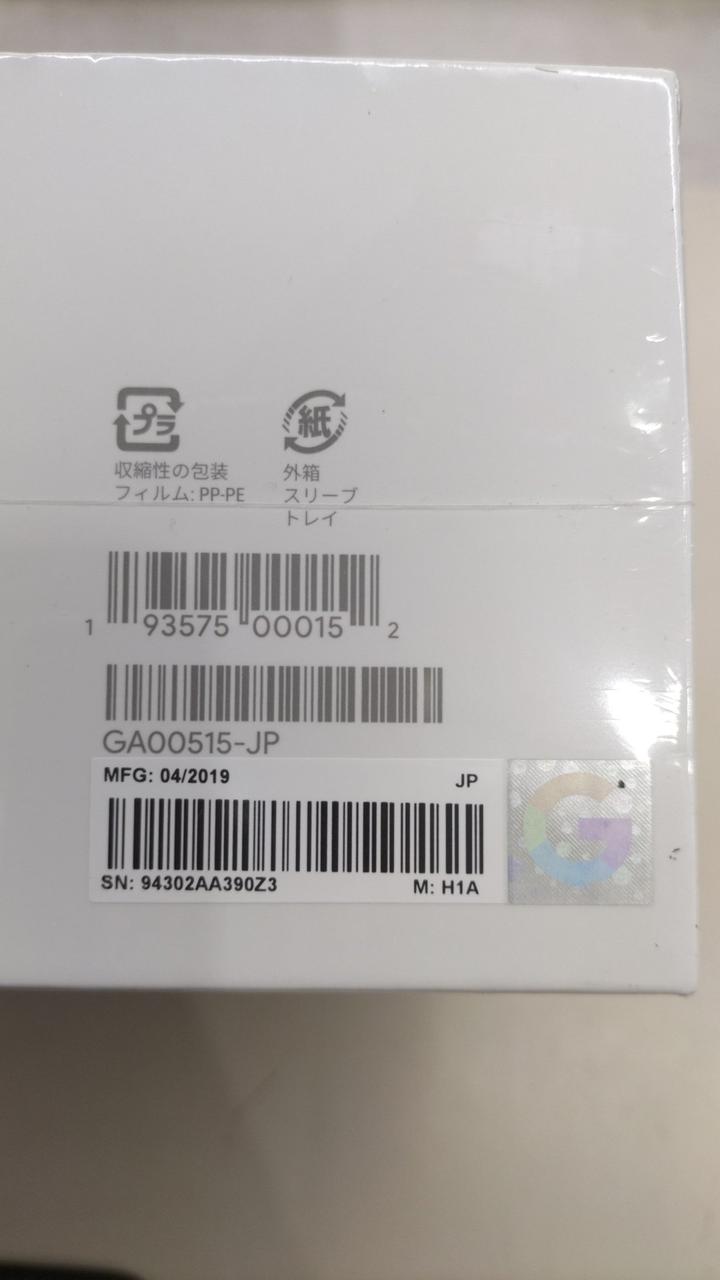 プラ
紙
収縮性の包装
フィルム: PP-PE
外箱
スリーブ
トレイ
1 93575 00015 2
GA00515-JP
MFG: 04/2019
JP
SN: 94302AA390Z3
M: H1A
G